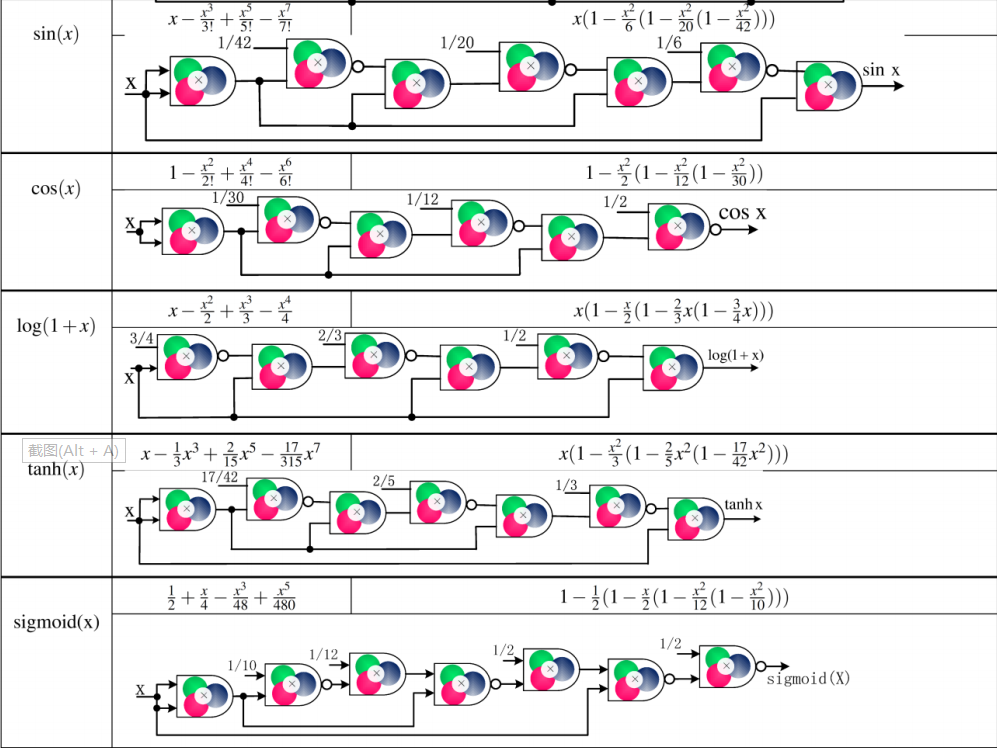 sin(x)
x − x³/3! + x⁵/5! − x⁷/7!
x(1 − x²/6(1 − x²/20(1 − x²/42)))
1/42
1/20
1/6
x
sin x
cos(x)
1 − x²/2! + x⁴/4! − x⁶/6!
1 − x²/2(1 − x²/12(1 − x²/30))
1/30
1/12
1/2
x
cos x
log(1 + x)
x − x²/2 + x³/3 − x⁴/4
x(1 − x/2(1 − 2/3x(1 − 3/4x)))
3/4
2/3
1/2
x
log(1 + x)
截图(Alt + A)
tanh(x)
x − 1/3x³ + 2/15x⁵ − 17/315x⁷
x(1 − x²/3(1 − 2/5x²(1 − 17/42x²)))
17/42
2/5
1/3
x
tanh x
sigmoid(x)
1/2 + x/4 − x³/48 + x⁵/480
1 − 1/2(1 − x/2(1 − x²/12(1 − x²/10)))
1/10
1/12
1/2
1/2
x
sigmoid(X)